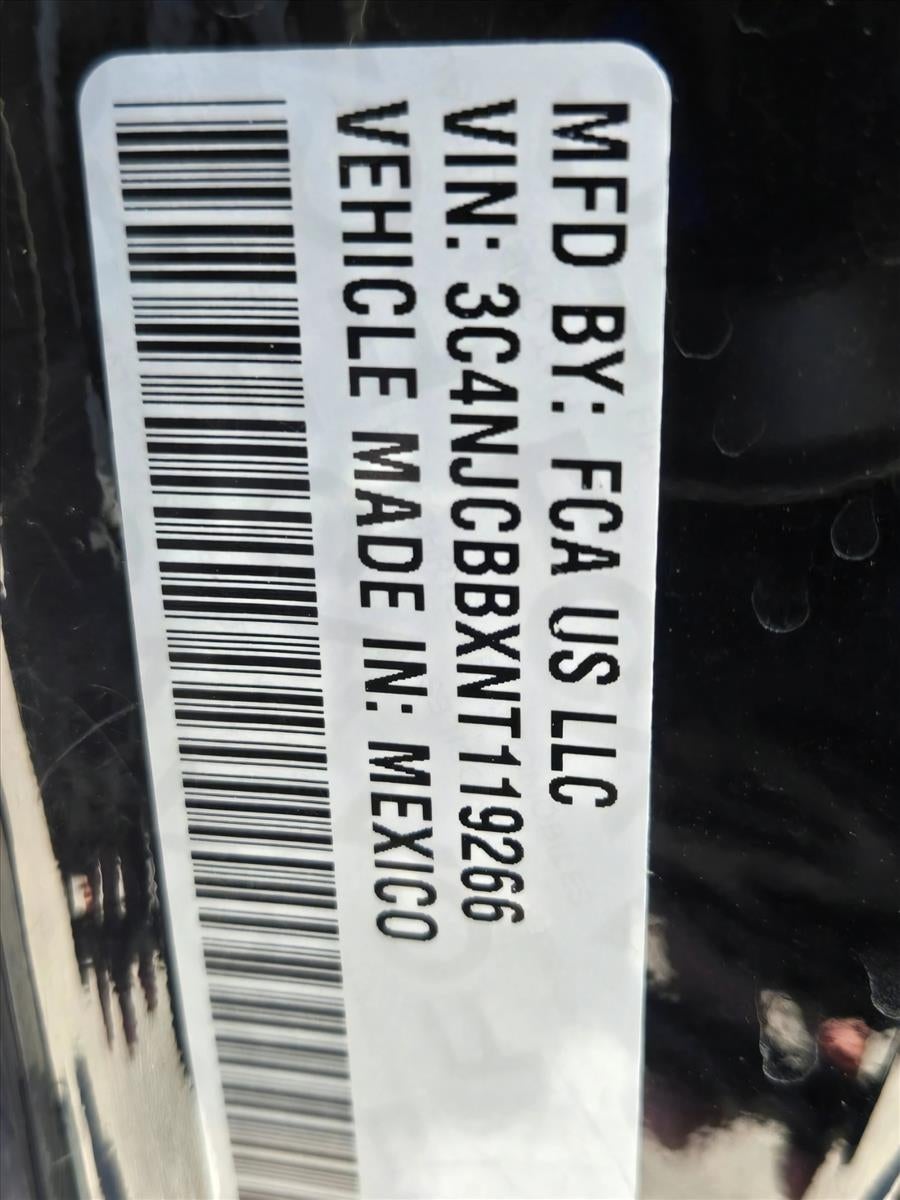 MFD BY: FCA US LLC
VIN: 3C4NJCBBXNT119266
VEHICLE MADE IN: MEXICO